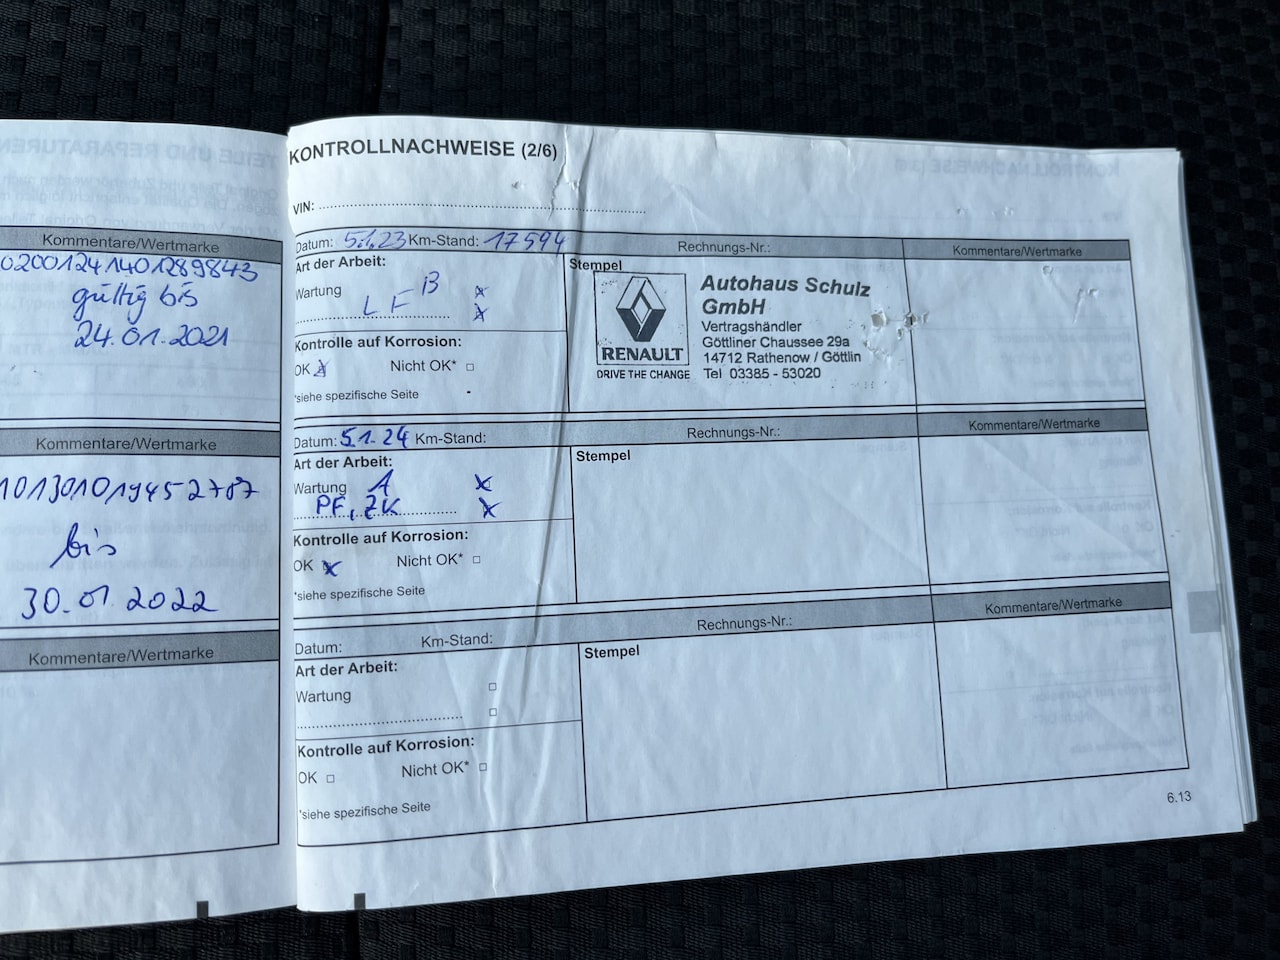 Kommentare/Wertmarke
02001241401289843
gültig bis
24.01.2021
Kommentare/Wertmarke
101301019452787
bis
30.01.2022
Kommentare/Wertmarke
KONTROLLNACHWEISE (2/6)
VIN:
Datum: 5.1.23 Km-Stand: 17594 Rechnungs-Nr.: Kommentare/Wertmarke
Art der Arbeit:
Wartung B
LF
Kontrolle auf Korrosion:
OK Nicht OK*
*siehe spezifische Seite
Stempel
RENAULT
DRIVE THE CHANGE
Autohaus Schulz
GmbH
Vertragshändler
Göttliner Chaussee 29a
14712 Rathenow / Göttlin
Tel 03385 - 53020
Datum: 5.1.24 Km-Stand: Rechnungs-Nr.: Kommentare/Wertmarke
Art der Arbeit:
Wartung A
PF, ZK
Kontrolle auf Korrosion:
OK Nicht OK*
*siehe spezifische Seite
Stempel
Datum: Km-Stand: Rechnungs-Nr.: Kommentare/Wertmarke
Art der Arbeit:
Wartung
Kontrolle auf Korrosion:
OK Nicht OK*
*siehe spezifische Seite
Stempel
6.13